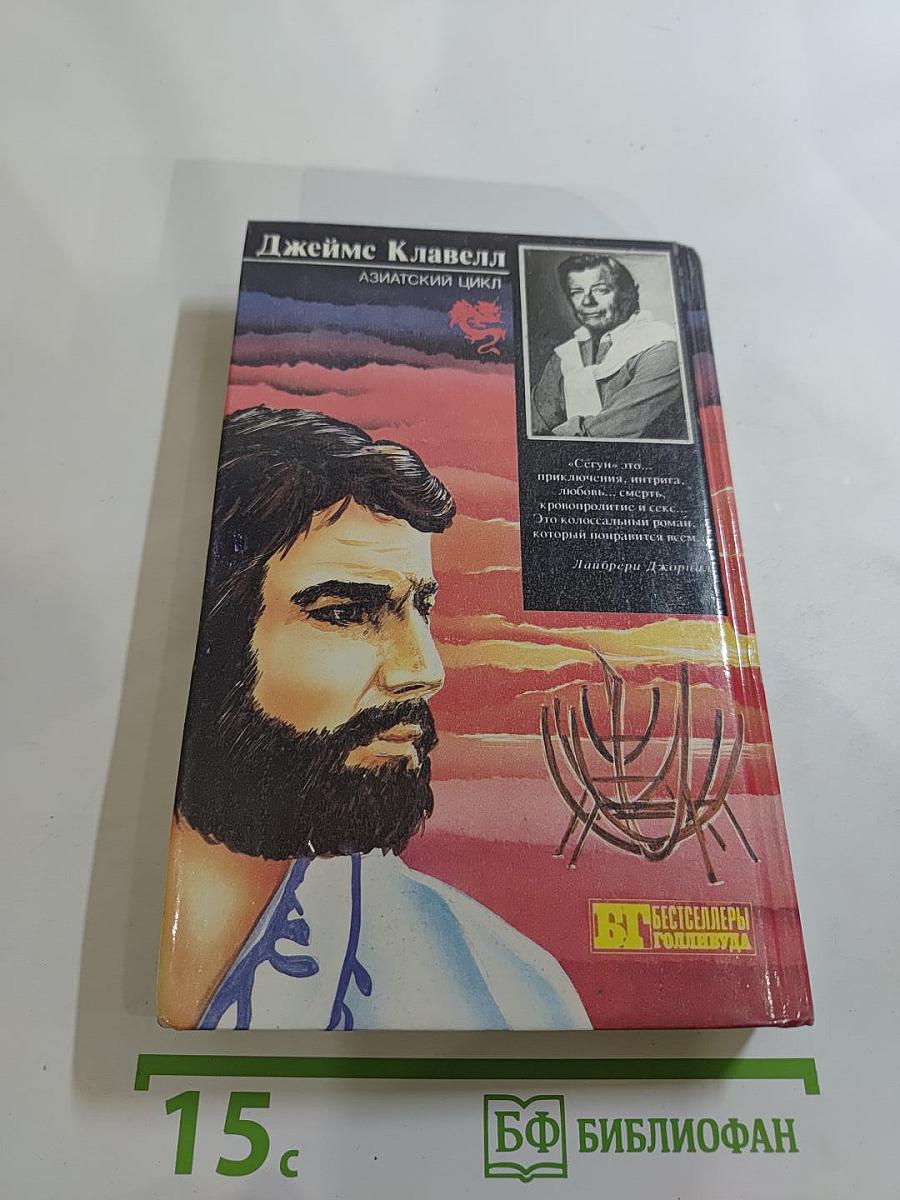 Джеймс Клавелл
АЗИАТСКИЙ ЦИКЛ
«Сёгун» это...
приключения, интрига,
любовь... смерть,
кровопролитие и секс...
Это колоссальный роман,
который понравится всем...
Лайбрери Джорнал
БГ БЕСТСЕЛЛЕРЫ
ГОЛЛИВУДА
15 с
БФ БИБЛИОФАН